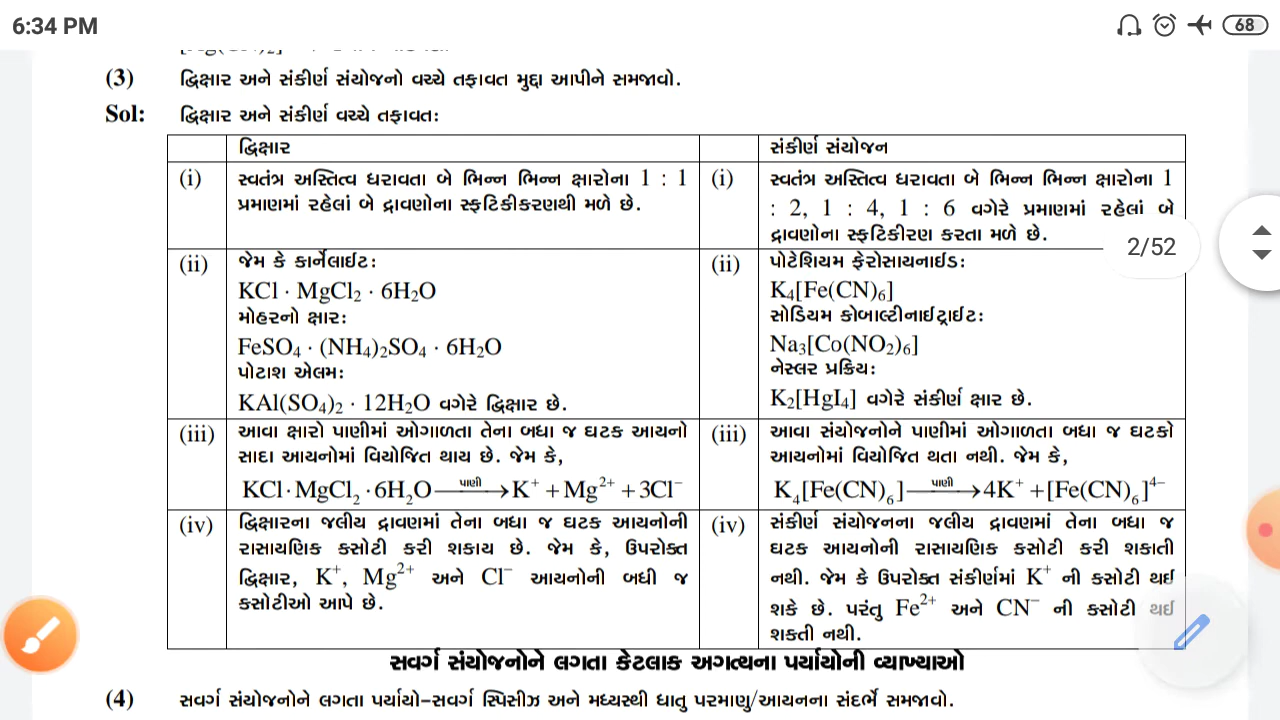 6:34 PM
68
(3) દ્વિક્ષાર અને સંકીર્ણ સંયોજનો વચ્ચે તફાવત મુદ્દા આપીને સમજાવો.
Sol: દ્વિક્ષાર અને સંકીર્ણ વચ્ચે તફાવત:
દ્વિક્ષાર
સંકીર્ણ સંયોજન
(i) સ્વતંત્ર અસ્તિત્વ ધરાવતા બે ભિન્ન ભિન્ન ક્ષારોના 1 : 1
પ્રમાણમાં રહેલાં બે દ્રાવણોના સ્ફટિકીકરણથી મળે છે.
(i) સ્વતંત્ર અસ્તિત્વ ધરાવતા બે ભિન્ન ભિન્ન ક્ષારોના 1
: 2, 1 : 4, 1 : 6 વગેરે પ્રમાણમાં રહેલાં બે
દ્રાવણોના સ્ફટિકીરણ કરતા મળે છે.
2/52
(ii) જેમ કે કાર્નેલાઈટ:
KCl · MgCl₂ · 6H₂O
મોહરનો ક્ષાર:
FeSO₄ · (NH₄)₂SO₄ · 6H₂O
પોટાશ એલમ:
KAl(SO₄)₂ · 12H₂O વગેરે દ્વિક્ષાર છે.
(ii) પોટેશિયમ ફેરોસાયનાઈડ:
K₄[Fe(CN)₆]
સોડિયમ કોબાલ્ટીનાઈટ્રાઈટ:
Na₃[Co(NO₂)₆]
નેસ્લર પ્રક્રિય:
K₂[HgI₄] વગેરે સંકીર્ણ ક્ષાર છે.
(iii) આવા ક્ષારો પાણીમાં ઓગાળતા તેના બધા જ ઘટક આયનો
સાદા આયનોમાં વિયોજિત થાય છે. જેમ કે,
KCl·MgCl₂·6H₂O —પાણી→ K⁺ + Mg²⁺ + 3Cl⁻
(iii) આવા સંયોજનોને પાણીમાં ઓગાળતા બધા જ ઘટકો
આયનોમાં વિયોજિત થતા નથી. જેમ કે,
K₄[Fe(CN)₆] —પાણી→ 4K⁺ + [Fe(CN)₆]⁴⁻
(iv) દ્વિક્ષારના જલીય દ્રાવણમાં તેના બધા જ ઘટક આયનોની
રાસાયણિક કસોટી કરી શકાય છે. જેમ કે, ઉપરોક્ત
દ્વિક્ષાર, K⁺, Mg²⁺ અને Cl⁻ આયનોની બધી જ
કસોટીઓ આપે છે.
(iv) સંકીર્ણ સંયોજનના જલીય દ્રાવણમાં તેના બધા જ
ઘટક આયનોની રાસાયણિક કસોટી કરી શકાતી
નથી. જેમ કે ઉપરોક્ત સંકીર્ણમાં K⁺ ની કસોટી થઈ
શકે છે. પરંતુ Fe²⁺ અને CN⁻ ની કસોટી થઈ
શકતી નથી.
સવર્ગ સંયોજનોને લગતા કેટલાક અગત્યના પર્યાયોની વ્યાખ્યાઓ
(4) સવર્ગ સંયોજનોને લગતા પર્યાયો–સવર્ગ સ્પિસીઝ અને મધ્યસ્થી ધાતુ પરમાણુ/આયનના સંદર્ભે સમજાવો.